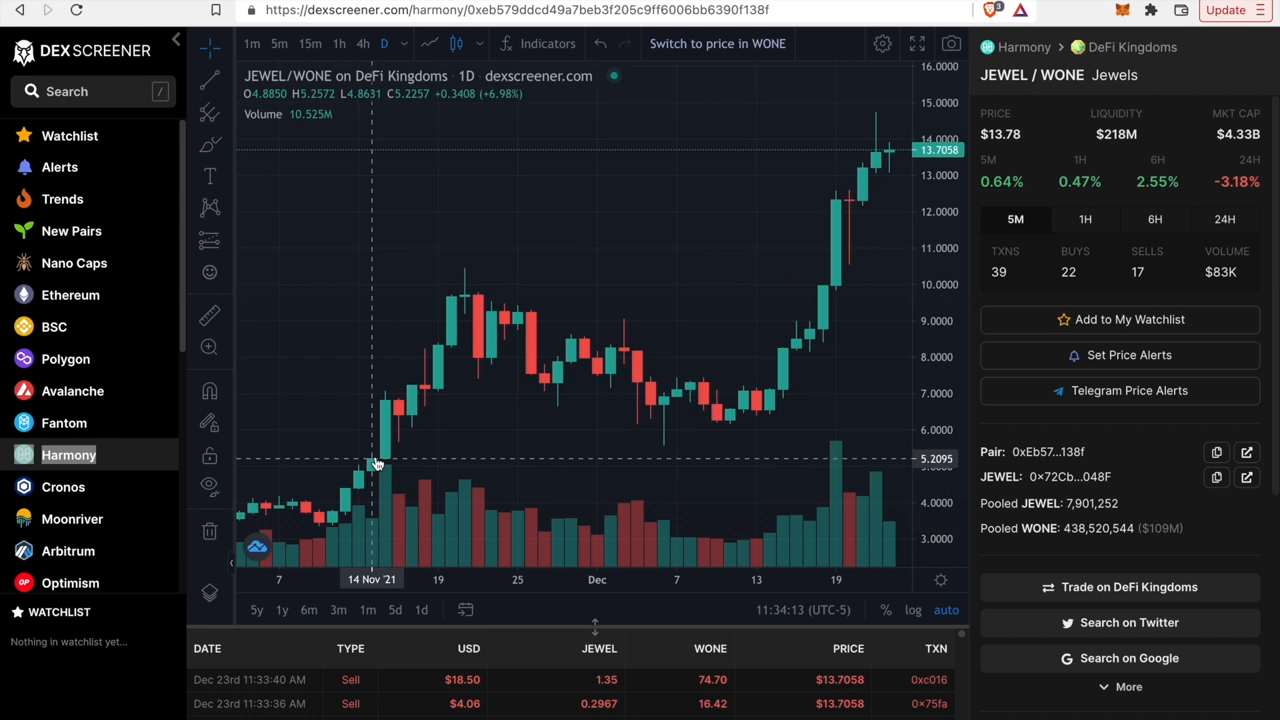 https://dexscreener.com/harmony/0xeb579ddcd49a7beb3f205c9ff6006bb6390f138f
3
Update
DEX SCREENER
Search /
Watchlist
Alerts
Trends
New Pairs
Nano Caps
Ethereum
BSC
Polygon
Avalanche
Fantom
Harmony
Cronos
Moonriver
Arbitrum
OP Optimism
WATCHLIST
Nothing in watchlist yet...
1m 5m 15m 1h 4h D Indicators Switch to price in WONE
JEWEL/WONE on DeFi Kingdoms · 1D · dexscreener.com
O4.8850 H5.2572 L4.8631 C5.2257 +0.3408 (+6.98%)
Volume 10.525M
16.0000
15.0000
14.0000
13.7058
13.0000
12.0000
11.0000
10.0000
9.0000
8.0000
7.0000
6.0000
5.2095
4.0000
3.0000
7 14 Nov '21 19 25 Dec 7 13 19
5y 1y 6m 3m 1m 5d 1d 11:34:13 (UTC-5) % log auto
DATE TYPE USD JEWEL WONE PRICE TXN
Dec 23rd 11:33:40 AM Sell $18.50 1.35 74.70 $13.7058 0xc016
Dec 23rd 11:33:36 AM Sell $4.06 0.2967 16.42 $13.7058 0x75fa
Harmony > DeFi Kingdoms
JEWEL / WONE Jewels
PRICE LIQUIDITY MKT CAP
$13.78 $218M $4.33B
5M 1H 6H 24H
0.64% 0.47% 2.55% -3.18%
5M 1H 6H 24H
TXNS BUYS SELLS VOLUME
39 22 17 $83K
Add to My Watchlist
Set Price Alerts
Telegram Price Alerts
Pair: 0xEb57...138f
JEWEL: 0x72Cb...048F
Pooled JEWEL: 7,901,252
Pooled WONE: 438,520,544 ($109M)
Trade on DeFi Kingdoms
Search on Twitter
Search on Google
More